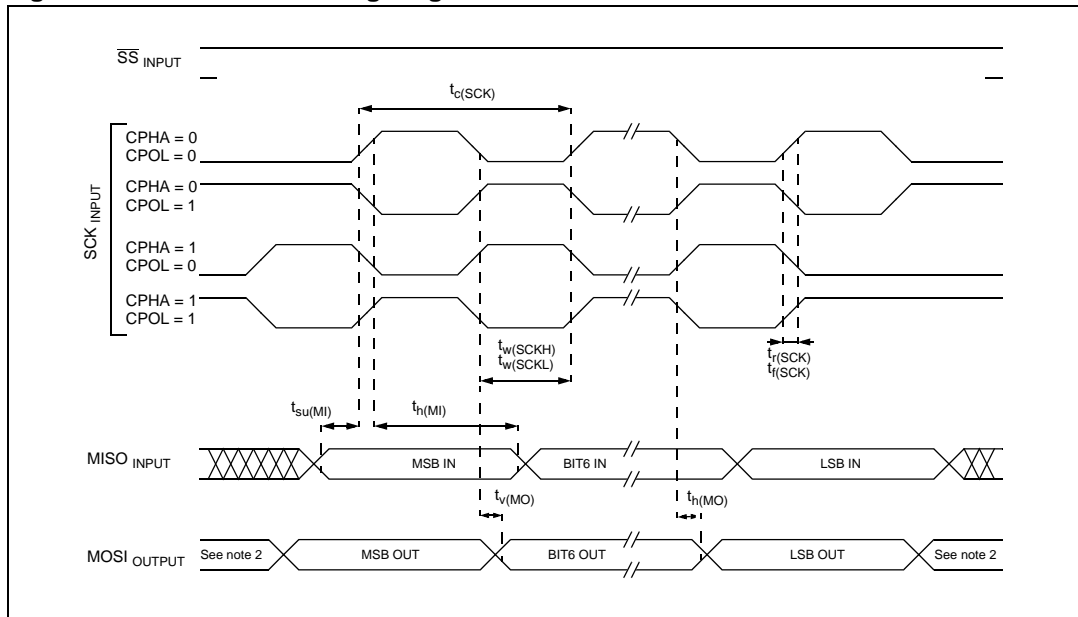 SS INPUT
tc(SCK)
SCK INPUT
CPHA = 0
CPOL = 0
CPHA = 0
CPOL = 1
CPHA = 1
CPOL = 0
CPHA = 1
CPOL = 1
tw(SCKH)
tw(SCKL)
tr(SCK)
tf(SCK)
tsu(MI)
th(MI)
MISO INPUT
MSB IN
BIT6 IN
LSB IN
tv(MO)
th(MO)
MOSI OUTPUT
See note 2
MSB OUT
BIT6 OUT
LSB OUT
See note 2